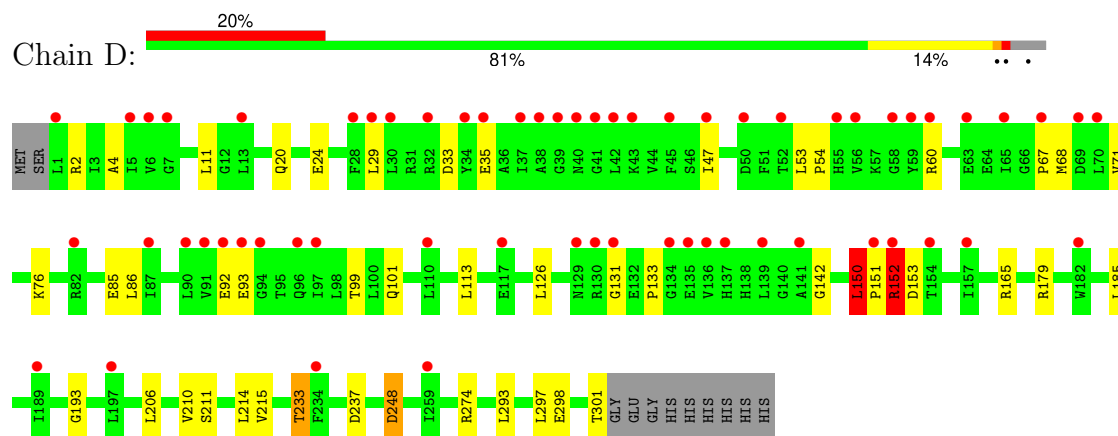 20%
Chain D:
81%
14%
MET SER L1 R2 I3 A4 I5 V6 G7 L11 G12 L13 Q20 E24 F28 L29 L30 R31 R32 D33 Y34 E35 A36 I37 A38 G39 N40 G41 L42 K43 V44 F45 S46 I47 D50 F51 T52 L53 P54 H55 V56 K57 G58 Y59 R60 E63 E64 I65 G66 P67 M68 D69 L70 V71
K76 R82 E85 L86 I87 L90 V91 E92 E93 G94 T95 Q96 I97 L98 T99 L100 Q101 L110 L113 E117 L126 N129 R130 G131 E132 P133 G134 E135 V136 H137 H138 L139 G140 A141 G142 L150 P151 R152 D153 T154 I157 R165 R179 W182 L185
I189 G193 L197 L206 V210 S211 L214 V215 T233 F234 D237 D248 I259 R274 L293 L297 E298 T301 GLY GLU GLY HIS HIS HIS HIS HIS HIS